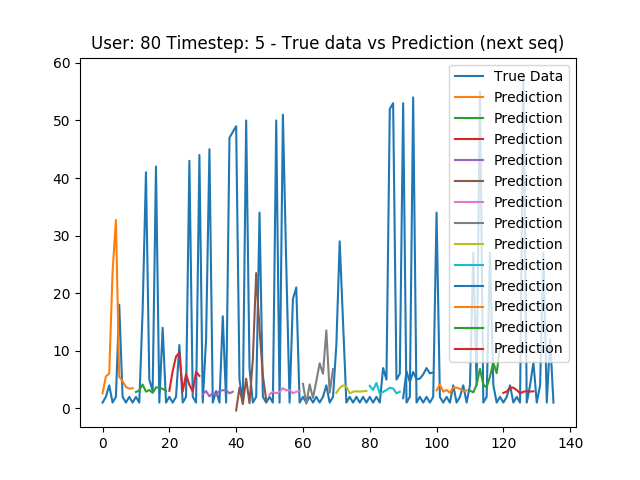 User: 80 Timestep: 5 - True data vs Prediction (next seq)
60
50
40
30
20
10
0
0 20 40 60 80 100 120 140
True Data
Prediction
Prediction
Prediction
Prediction
Prediction
Prediction
Prediction
Prediction
Prediction
Prediction
Prediction
Prediction
Prediction